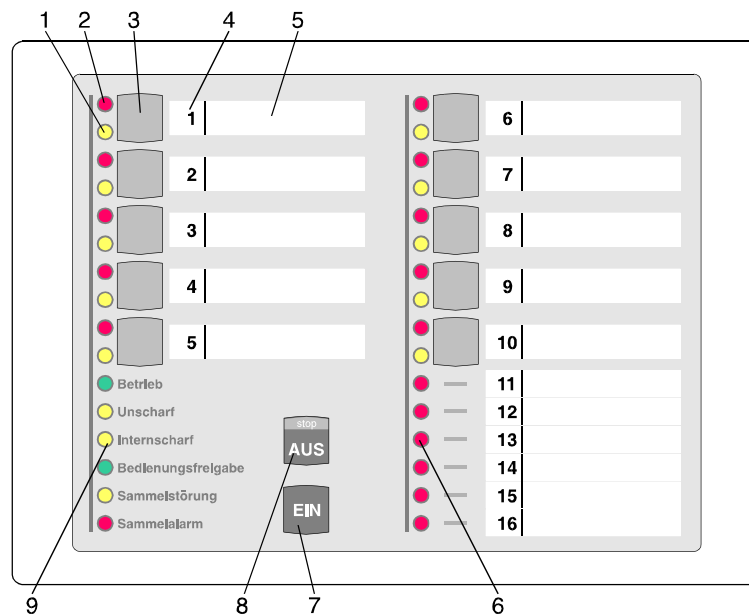 1 2 3 4 5
1
2
3
4
5
Betrieb
Unscharf
Internscharf
Bedienungsfreigabe
Sammelstörung
Sammelalarm
stop
AUS
EIN
6
7
8
9
10
11
12
13
14
15
16
9 8 7 6